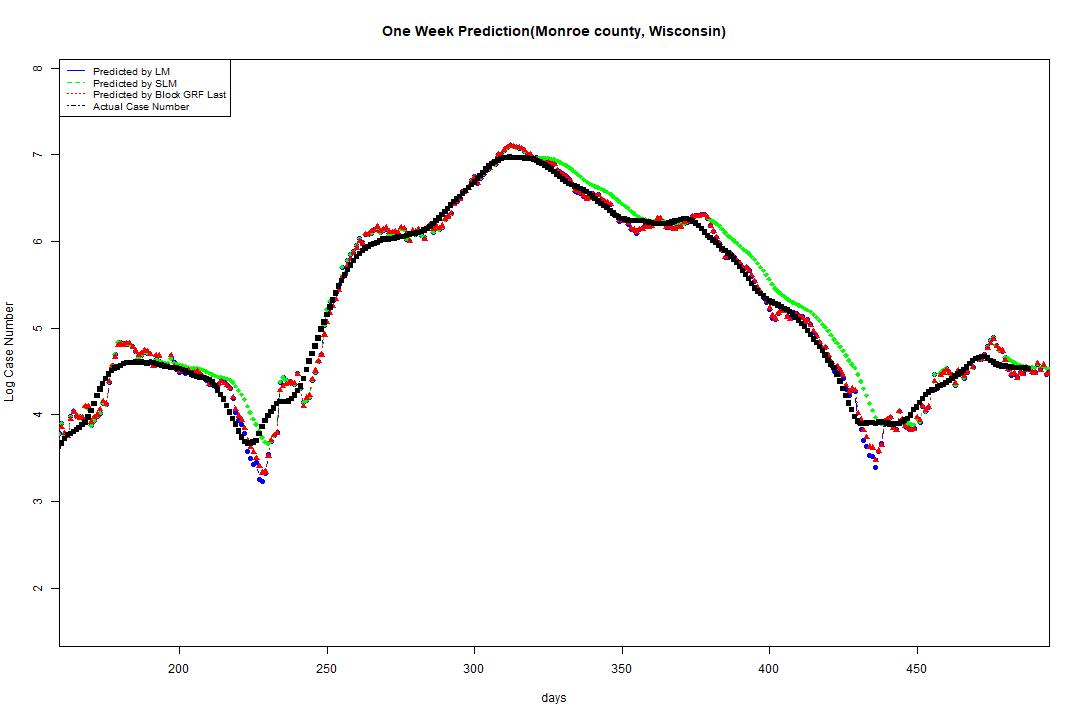 One Week Prediction(Monroe county, Wisconsin)
Predicted by LM
Predicted by SLM
Predicted by Block GRF Last
Actual Case Number
8
7
6
5
4
3
2
Log Case Number
200 250 300 350 400 450
days